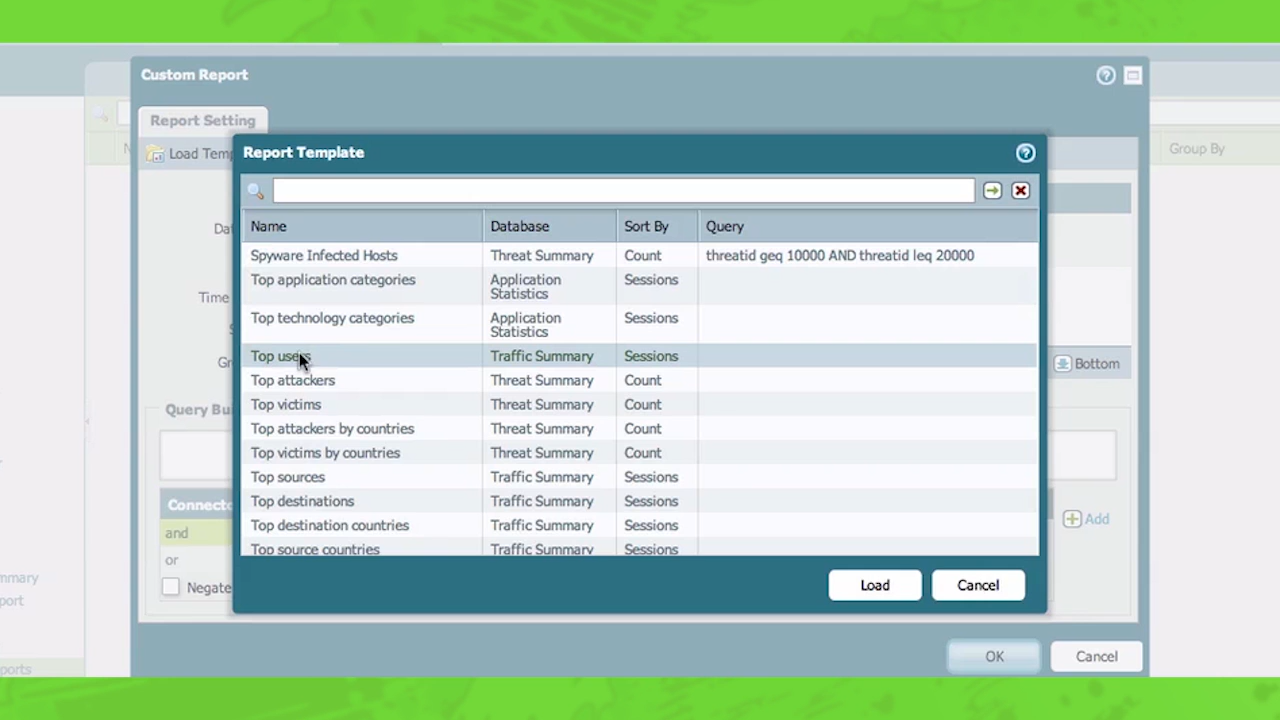 Custom Report
Report Setting
Load Temp
Report Template
Group By
Name Database Sort By Query
Spyware Infected Hosts Threat Summary Count threatid geq 10000 AND threatid leq 20000
Top application categories Application Statistics Sessions
Top technology categories Application Statistics Sessions
Time
Top users Traffic Summary Sessions
Bottom
Top attackers Threat Summary Count
Top victims Threat Summary Count
Query Bu
Top attackers by countries Threat Summary Count
Top victims by countries Threat Summary Count
Top sources Traffic Summary Sessions
Top destinations Traffic Summary Sessions
Connecto
Add
Top destination countries Traffic Summary Sessions
and
Top source countries Traffic Summary Sessions
or
Negate
Load Cancel
mmary
port
OK Cancel
ports